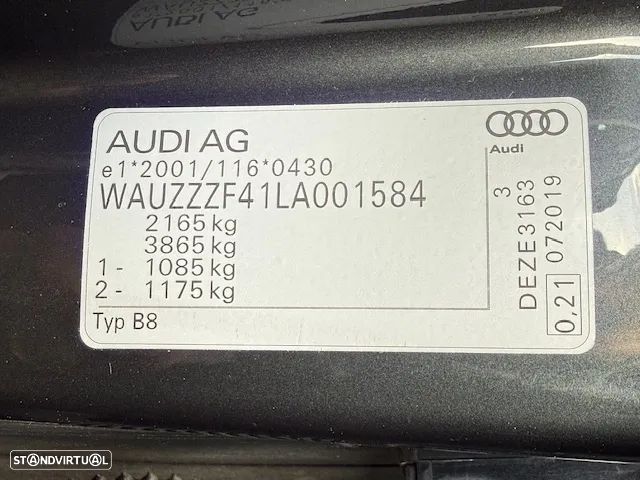 AUDI AG
Audi
e1*2001/116*0430
WAUZZZF41LA001584
2165 kg
3865 kg
1 - 1085 kg
2 - 1175 kg
Typ B8
3
DEZE3163
072019
0,21
STANDVIRTUAL